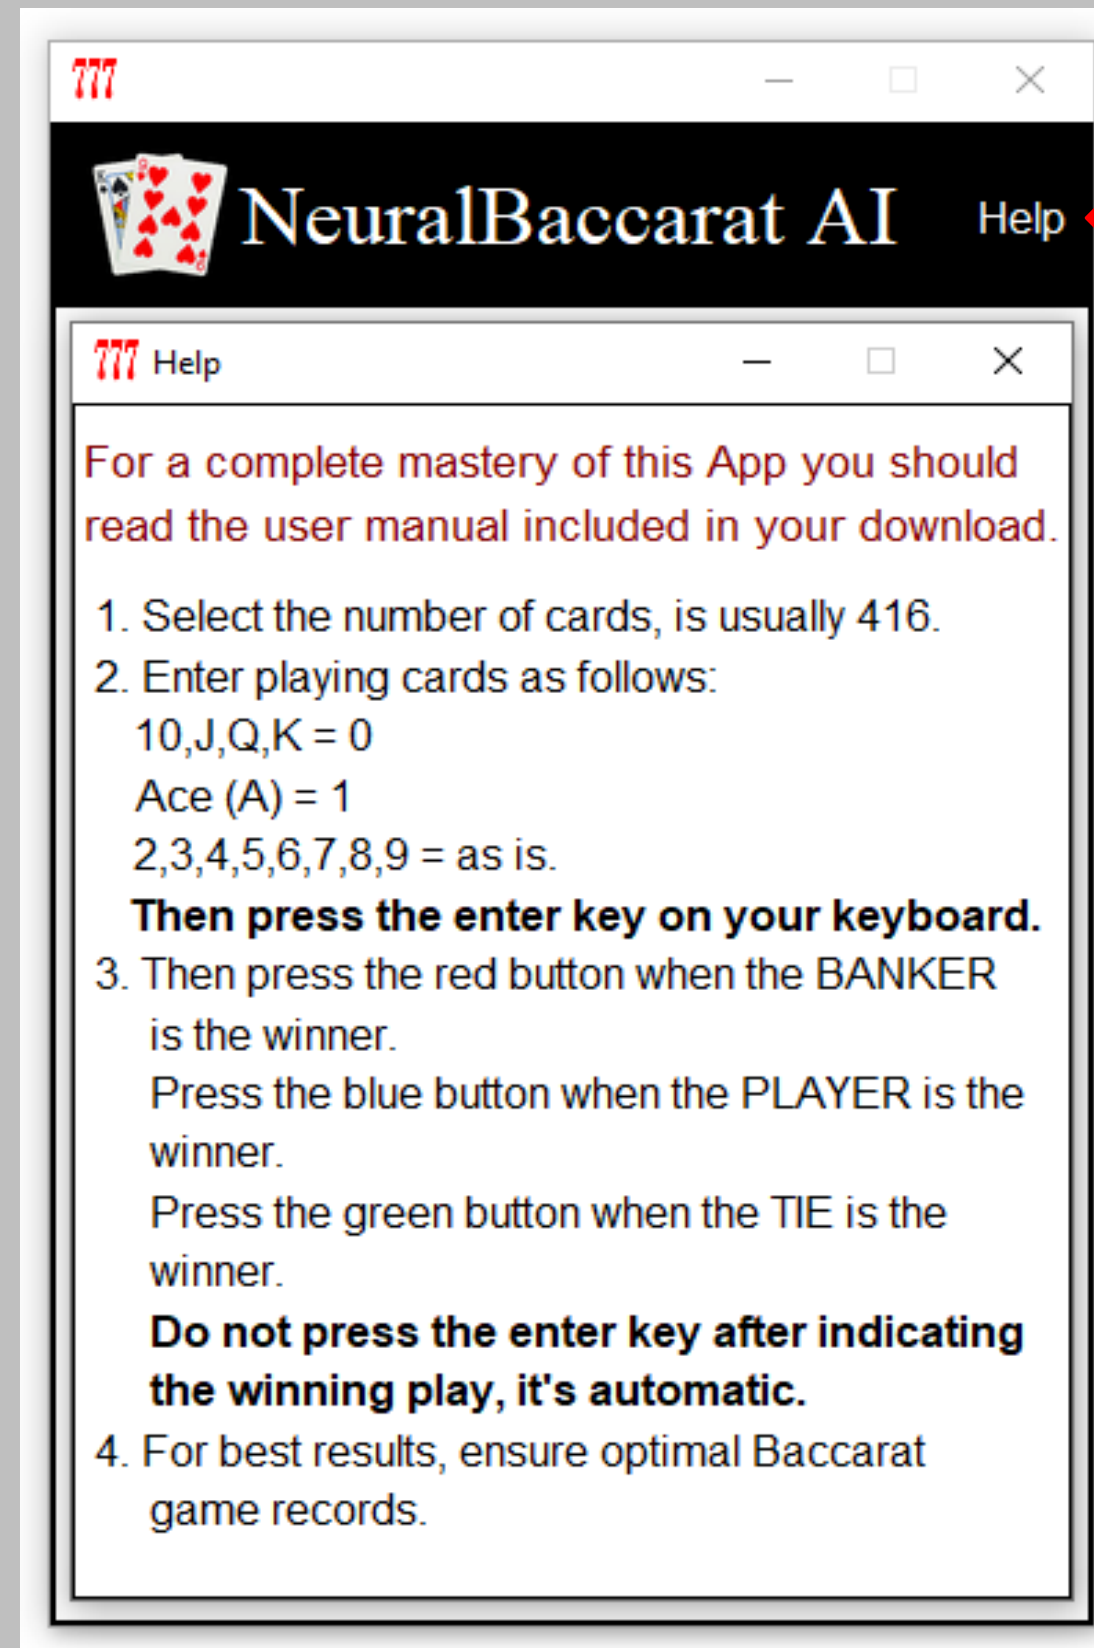 777
NeuralBaccarat AI Help
777 Help
For a complete mastery of this App you should
read the user manual included in your download.
1. Select the number of cards, is usually 416.
2. Enter playing cards as follows:
10,J,Q,K = 0
Ace (A) = 1
2,3,4,5,6,7,8,9 = as is.
Then press the enter key on your keyboard.
3. Then press the red button when the BANKER
is the winner.
Press the blue button when the PLAYER is the
winner.
Press the green button when the TIE is the
winner.
Do not press the enter key after indicating
the winning play, it's automatic.
4. For best results, ensure optimal Baccarat
game records.